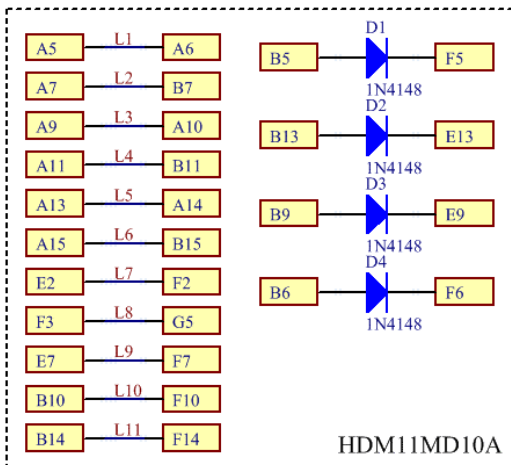 A5 L1 A6
A7 L2 B7
A9 L3 A10
A11 L4 B11
A13 L5 A14
A15 L6 B15
E2 L7 F2
F3 L8 G5
E7 L9 F7
B10 L10 F10
B14 L11 F14
D1
B5 F5
1N4148
D2
B13 E13
1N4148
D3
B9 E9
1N4148
D4
B6 F6
1N4148
HDM11MD10A